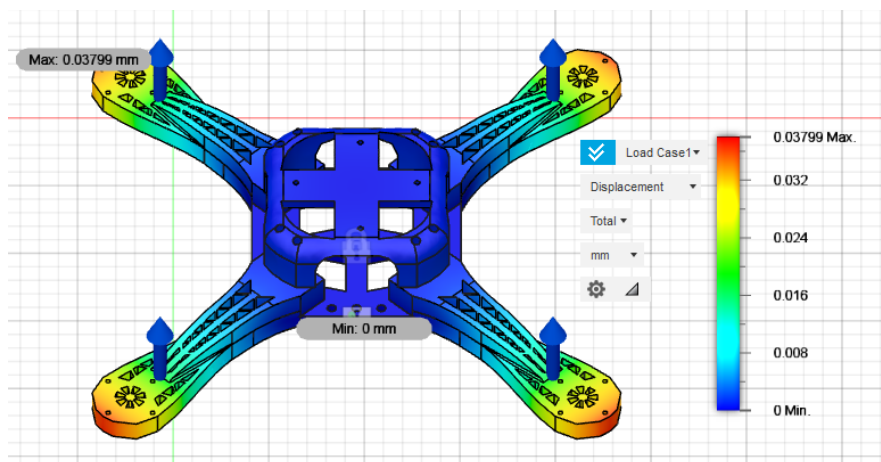 Max: 0.03799 mm
Load Case1
Displacement
Total
mm
0.03799 Max.
0.032
0.024
0.016
0.008
0 Min.
Min: 0 mm